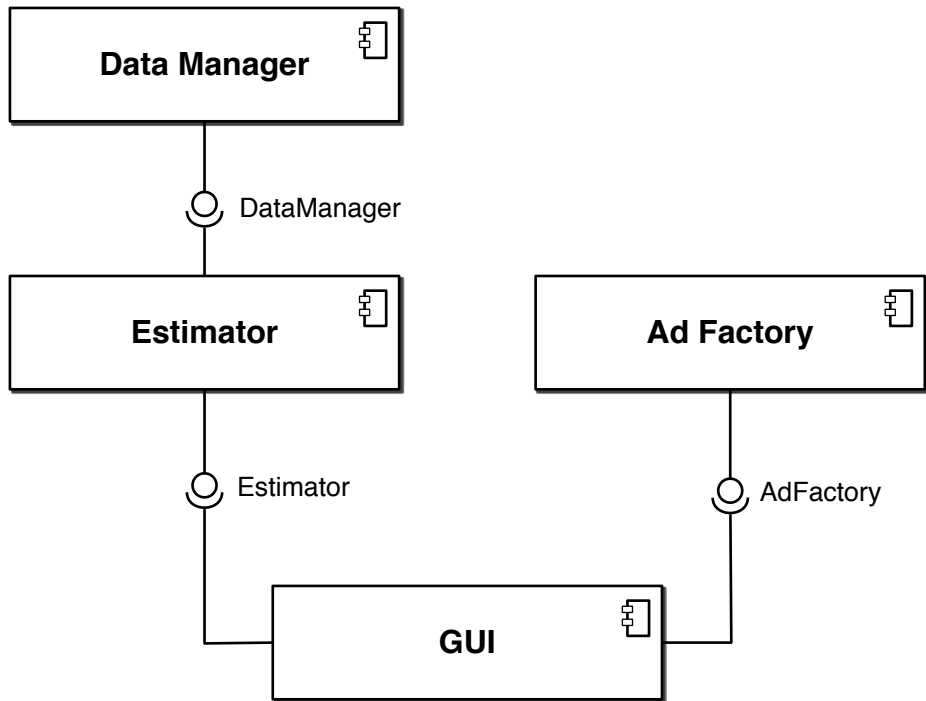 Data Manager
DataManager
Estimator
Ad Factory
Estimator
AdFactory
GUI